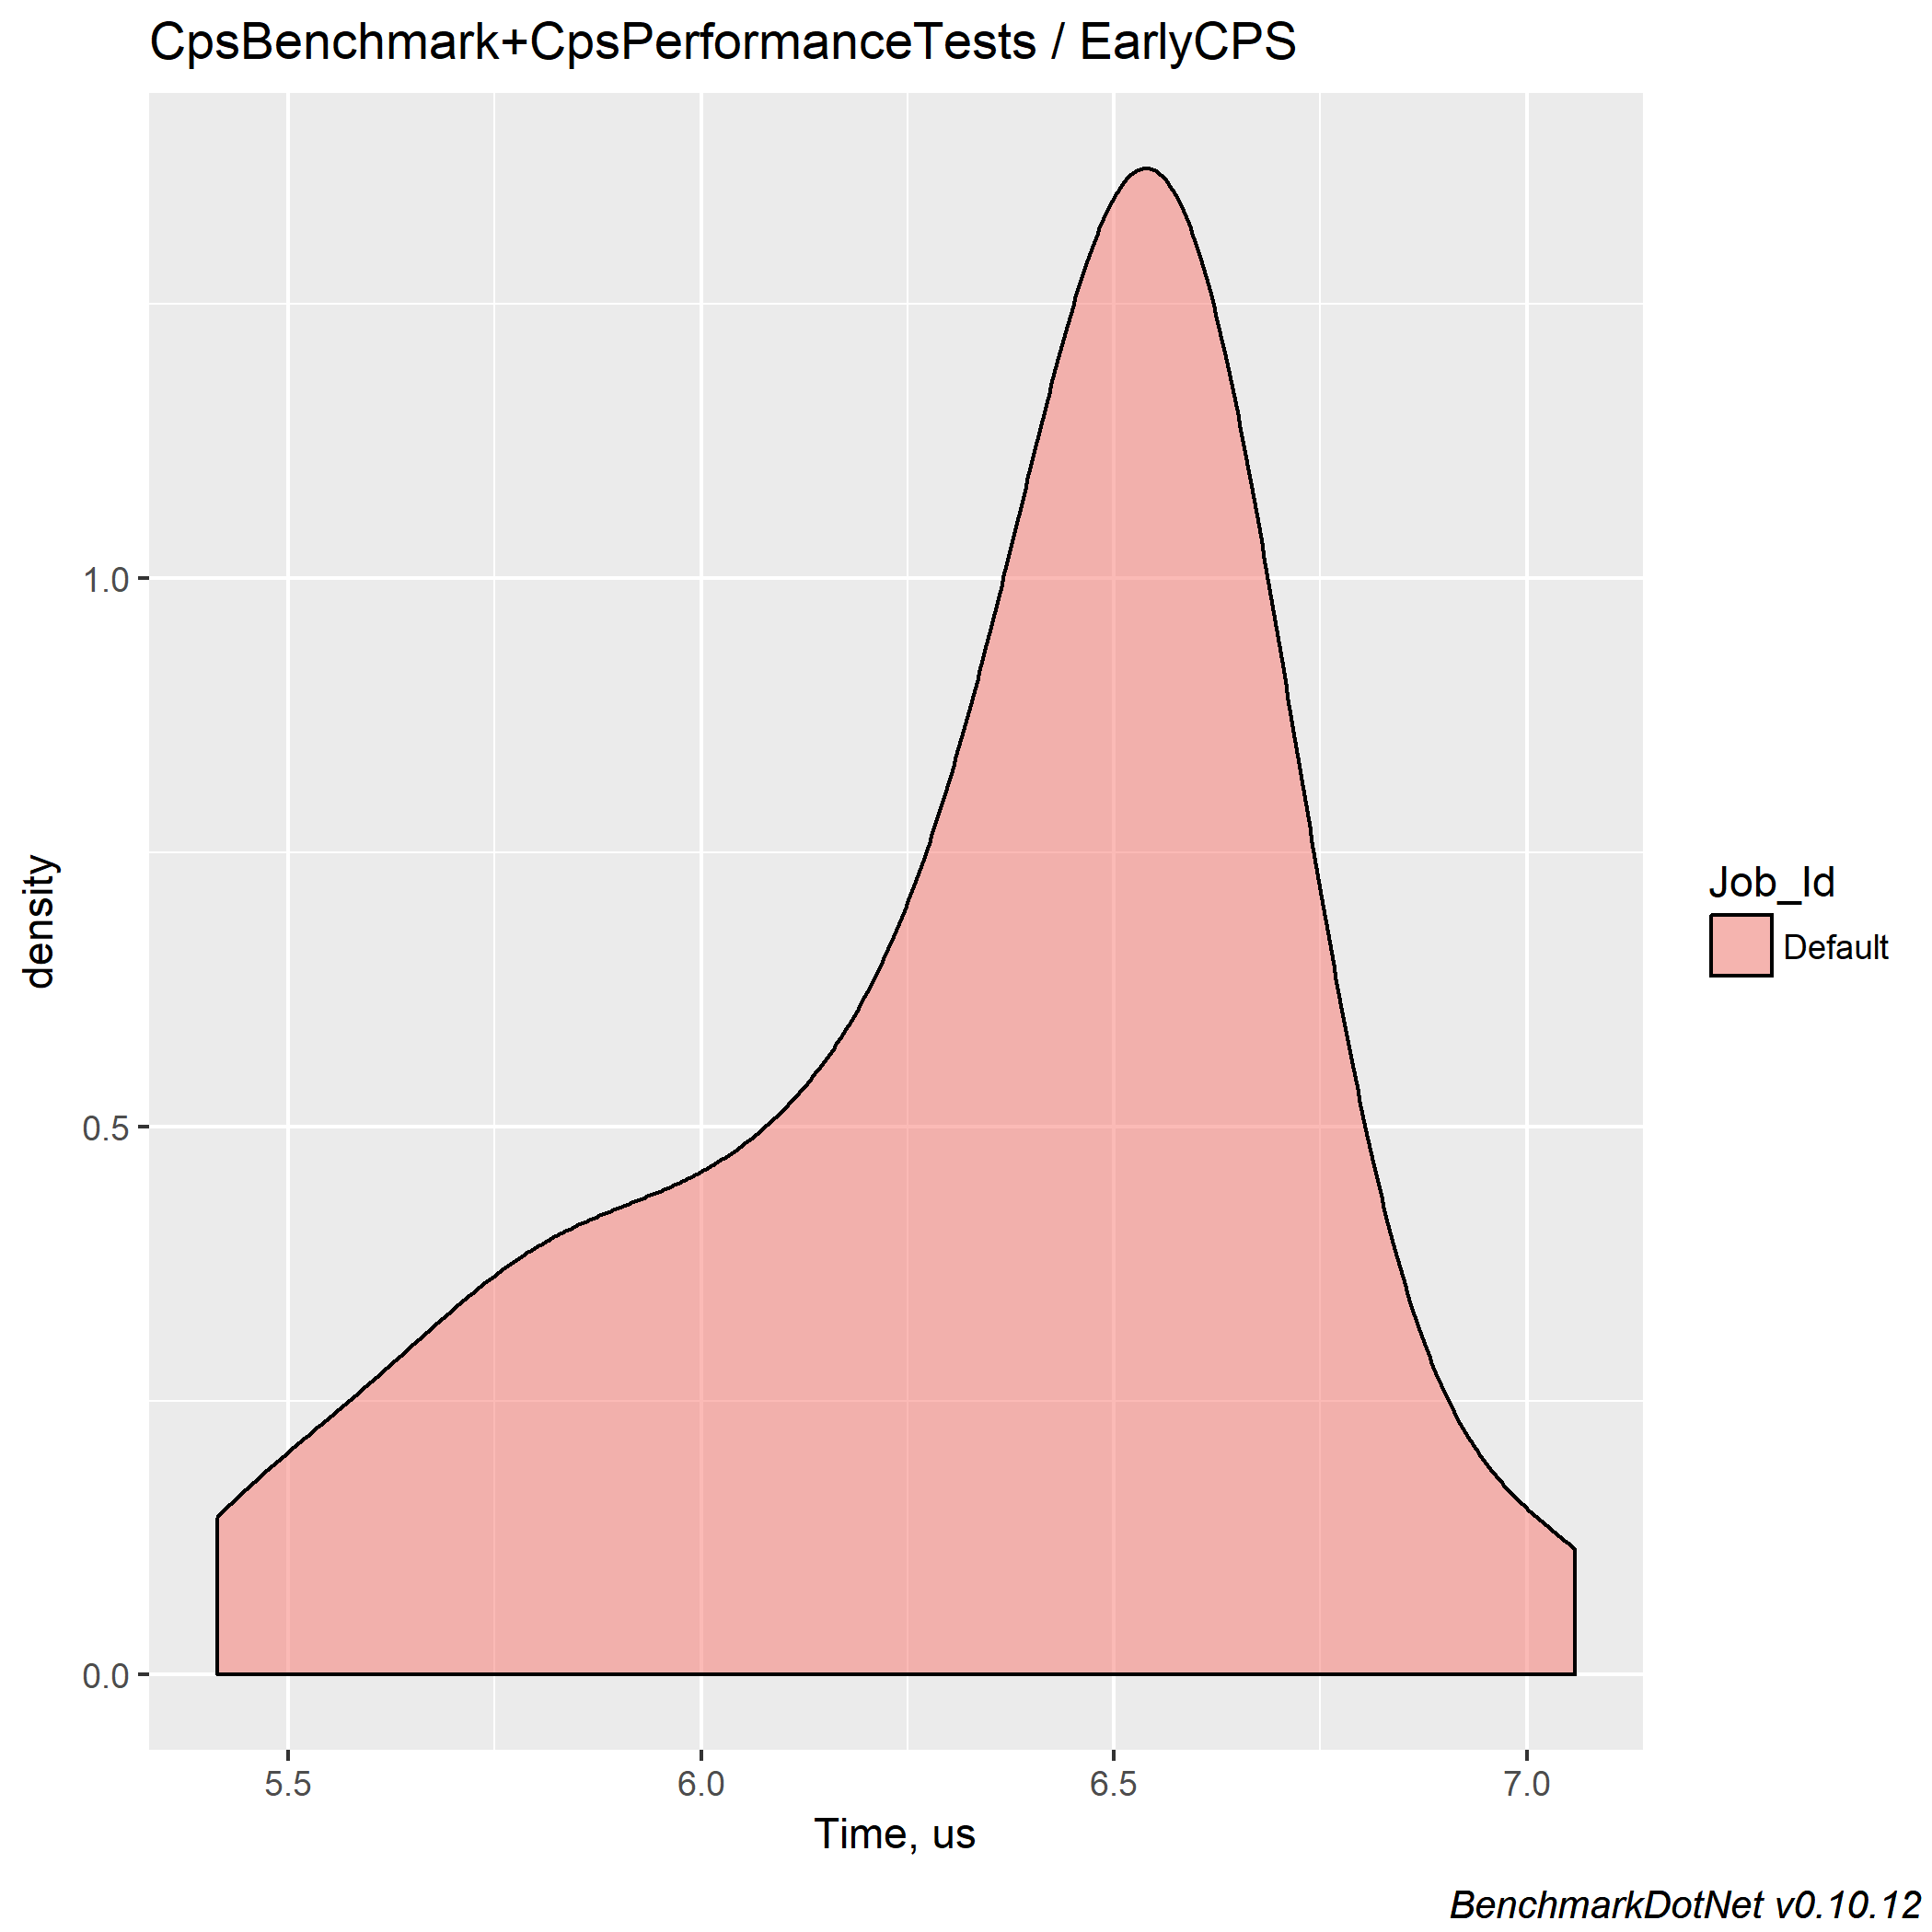 CpsBenchmark+CpsPerformanceTests / EarlyCPS
density
1.0
0.5
0.0
5.5 6.0 6.5 7.0
Time, us
Job_Id
Default
BenchmarkDotNet v0.10.12